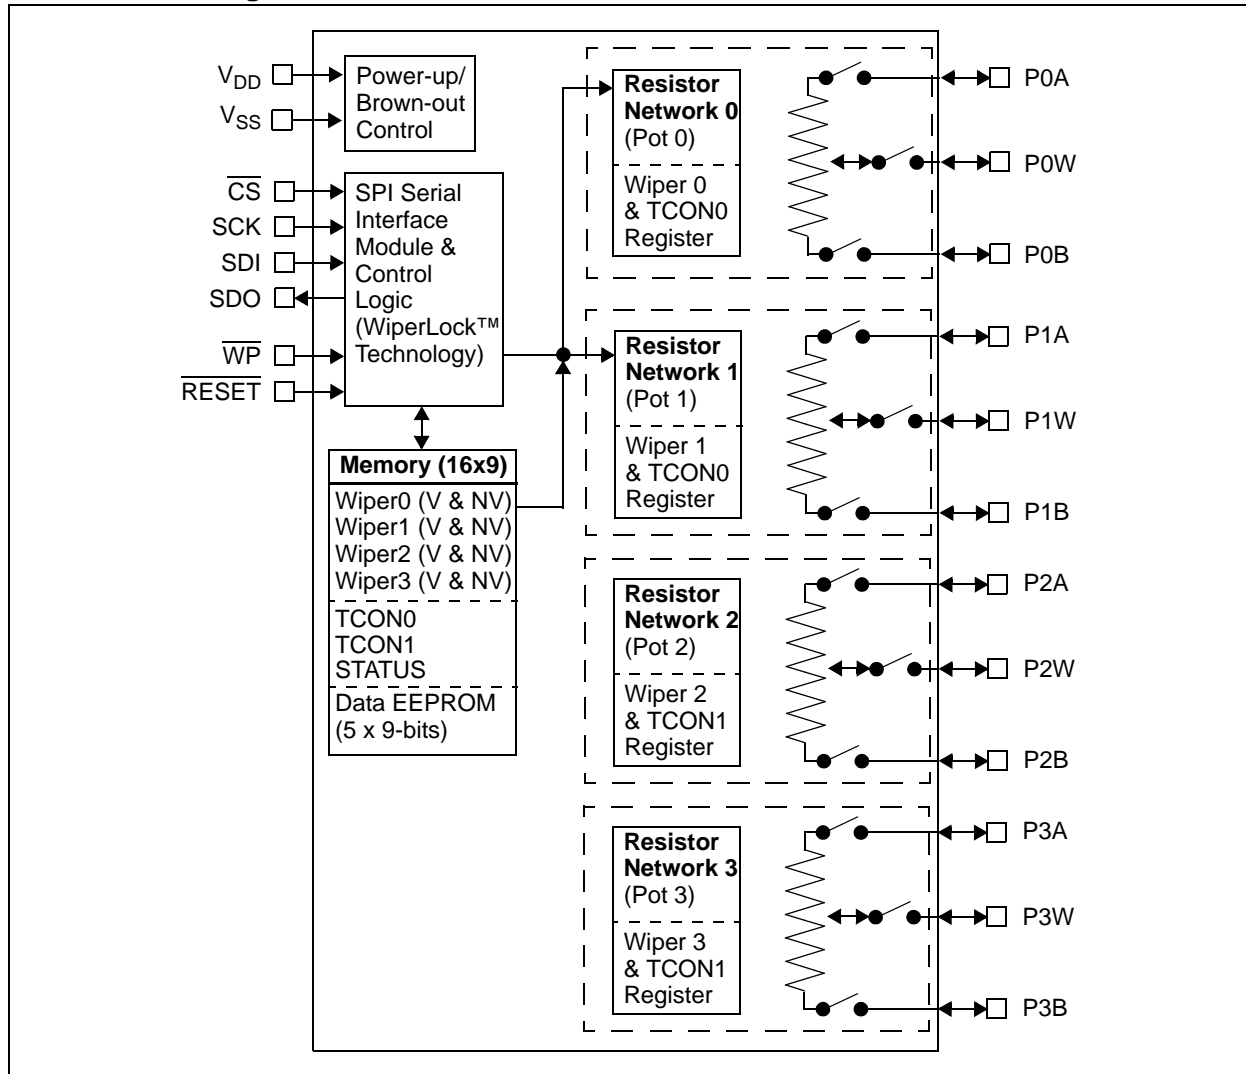 VDD
VSS
Power-up/
Brown-out
Control
CS
SCK
SDI
SDO
WP
RESET
SPI Serial
Interface
Module &
Control
Logic
(WiperLock™
Technology)
Memory (16x9)
Wiper0 (V & NV)
Wiper1 (V & NV)
Wiper2 (V & NV)
Wiper3 (V & NV)
TCON0
TCON1
STATUS
Data EEPROM
(5 x 9-bits)
Resistor
Network 0
(Pot 0)
Wiper 0
& TCON0
Register
P0A
P0W
P0B
Resistor
Network 1
(Pot 1)
Wiper 1
& TCON0
Register
P1A
P1W
P1B
Resistor
Network 2
(Pot 2)
Wiper 2
& TCON1
Register
P2A
P2W
P2B
Resistor
Network 3
(Pot 3)
Wiper 3
& TCON1
Register
P3A
P3W
P3B